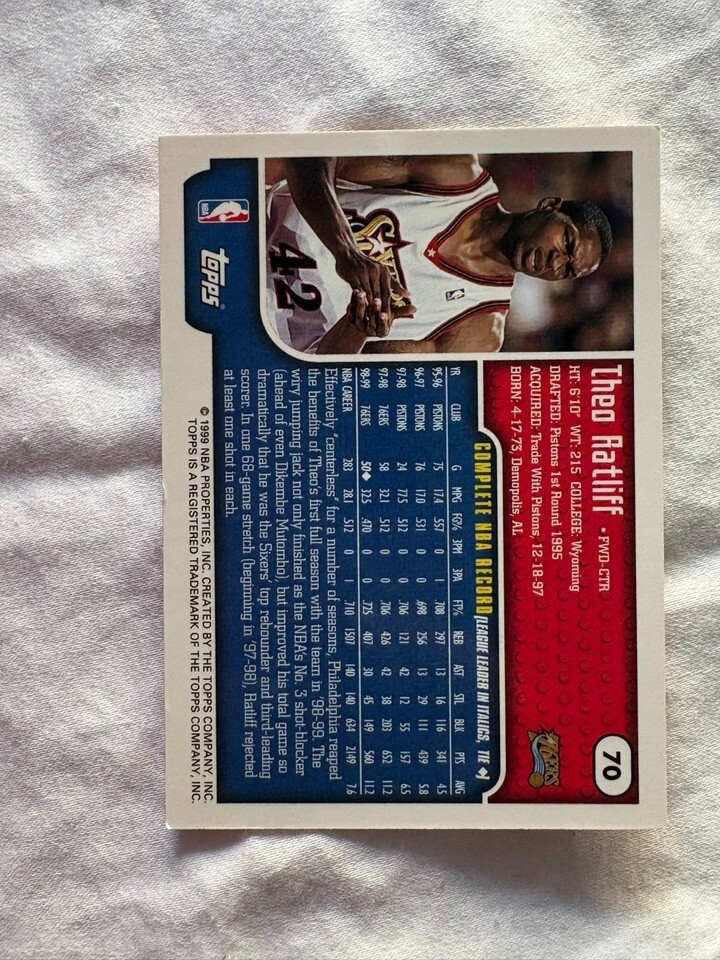 70
Theo Ratliff • FWD-CTR
HT: 6'10" WT: 215 COLLEGE: Wyoming
DRAFTED: Pistons 1st Round 1995
ACQUIRED: Trade With Pistons, 12-18-97
BORN: 4-17-73, Demopolis, AL
SIXERS
SIXERS
42
COMPLETE NBA RECORD (LEAGUE LEADER IN ITALICS, TIE ◆)
YR CLUB G MPG FG% 3PM 3PA FT% REB AST STL BLK PTS AVG
95-96 PISTONS 75 17.4 .557 0 1 .708 297 13 16 116 341 4.5
96-97 PISTONS 76 17.0 .531 0 0 .698 256 13 29 111 439 5.8
97-98 PISTONS 24 77.5 .512 0 0 .706 121 42 12 55 157 6.5
97-98 76ERS 58 32.1 .512 0 0 .706 426 42 38 203 652 11.2
98-99 76ERS 50◆ 32.5 .470 0 0 .725 407 30 45 149 560 11.2
NBA CAREER 283 28.1 .512 0 1 .710 1507 140 140 634 2149 7.6
Effectively "centerless" for a number of seasons, Philadelphia reaped
the benefits of Theo's first full season with the team in '98-99. The
wiry jumping jack not only finished as the NBA's No. 3 shot-blocker
(ahead of even Dikembe Mutombo), but improved his total game so
dramatically that he was the Sixers' top rebounder and third-leading
scorer. In one 68-game stretch (beginning in '97-98), Ratliff rejected
at least one shot in each.
NBA
topps
© 1999 NBA PROPERTIES, INC. CREATED BY THE TOPPS COMPANY, INC.
TOPPS IS A REGISTERED TRADEMARK OF THE TOPPS COMPANY, INC.